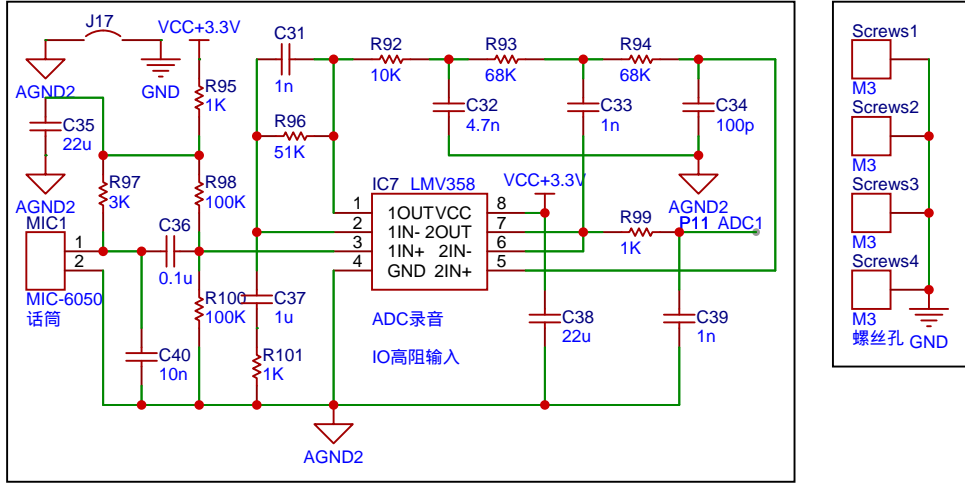 J17
VCC+3.3V
C31
1n
R92
10K
R93
68K
R94
68K
AGND2
GND
R95
1K
C35
22u
R96
51K
C32
4.7n
C33
1n
C34
100p
AGND2
R97
3K
R98
100K
IC7 LMV358
VCC+3.3V
AGND2
MIC1
1
2
MIC-6050
话筒
C36
0.1u
1
2
3
4
1OUT VCC
1IN- 2OUT
1IN+ 2IN-
GND 2IN+
8
7
6
5
R99
1K
P11 ADC1
R100
100K
C37
1u
ADC录音
IO高阻输入
C38
22u
C39
1n
C40
10n
R101
1K
AGND2
Screws1
M3
Screws2
M3
Screws3
M3
Screws4
M3
螺丝孔
GND